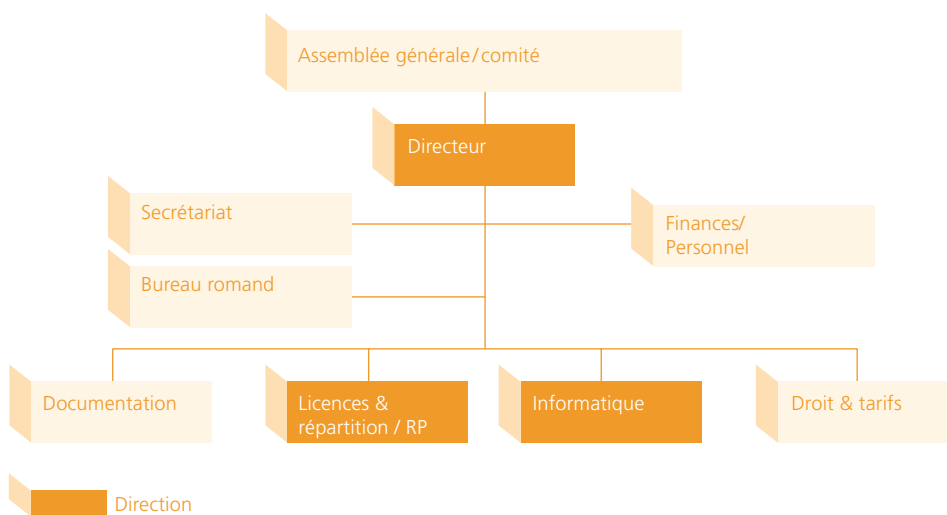 Assemblée générale/comité
Directeur
Secrétariat
Finances/
Personnel
Bureau romand
Documentation
Licences &
répartition / RP
Informatique
Droit & tarifs
Direction